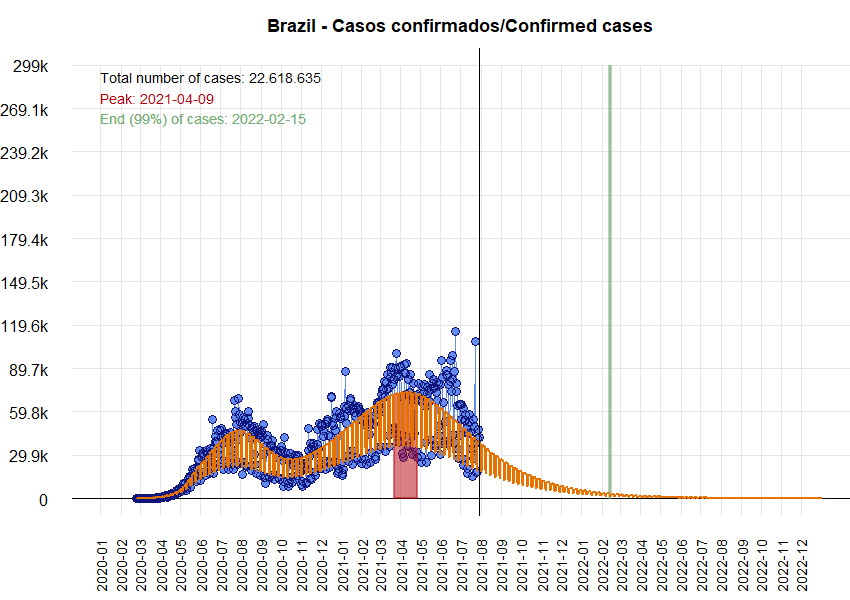 Brazil - Casos confirmados/Confirmed cases
Total number of cases: 22.618.635
Peak: 2021-04-09
End (99%) of cases: 2022-02-15
299k
269.1k
239.2k
209.3k
179.4k
149.5k
119.6k
89.7k
59.8k
29.9k
0
2020-01
2020-02
2020-03
2020-04
2020-05
2020-06
2020-07
2020-08
2020-09
2020-10
2020-11
2020-12
2021-01
2021-02
2021-03
2021-04
2021-05
2021-06
2021-07
2021-08
2021-09
2021-10
2021-11
2021-12
2022-01
2022-02
2022-03
2022-04
2022-05
2022-06
2022-07
2022-08
2022-09
2022-10
2022-11
2022-12